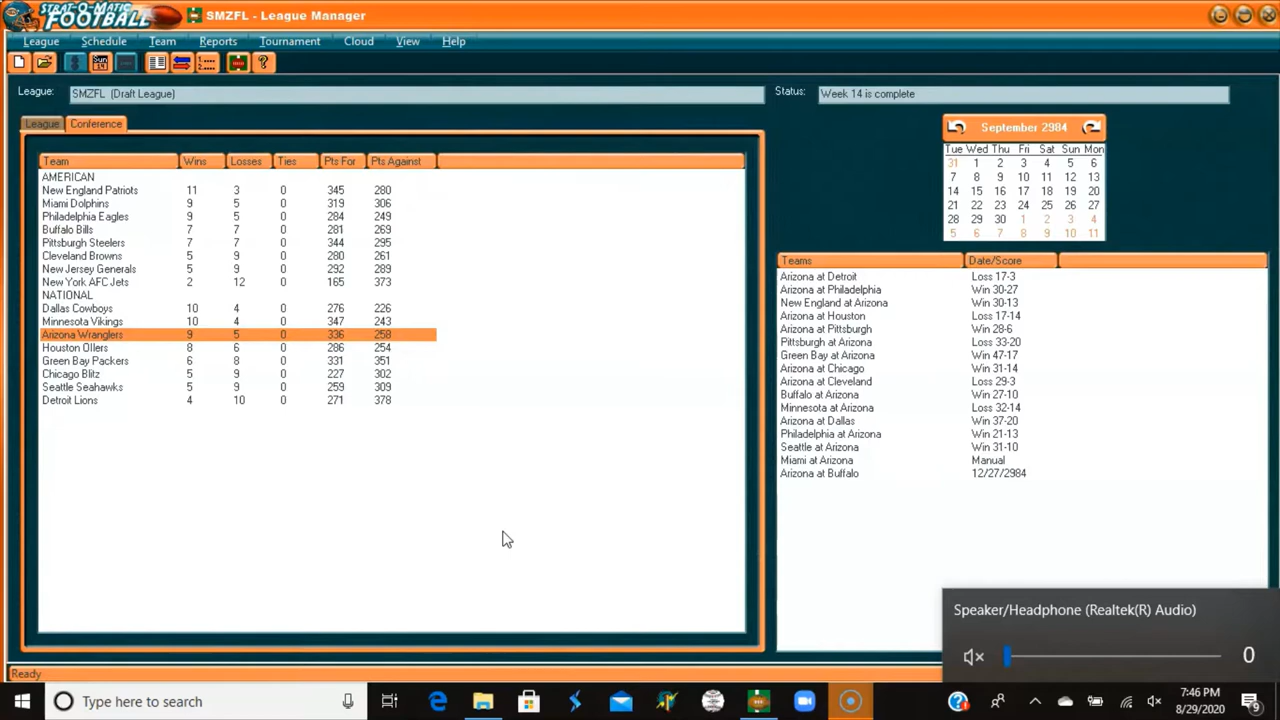 STRAT-O-MATIC FOOTBALL SMZFL - League Manager
League Schedule Team Reports Tournament Cloud View Help
League: SMZFL (Draft League) Status: Week 14 is complete
League Conference
Team Wins Losses Ties Pts For Pts Against
AMERICAN
New England Patriots 11 3 0 345 280
Miami Dolphins 9 5 0 319 306
Philadelphia Eagles 9 5 0 284 249
Buffalo Bills 7 7 0 281 269
Pittsburgh Steelers 7 7 0 344 295
Cleveland Browns 5 9 0 280 261
New Jersey Generals 5 9 0 292 289
New York AFC Jets 2 12 0 165 373
NATIONAL
Dallas Cowboys 10 4 0 276 226
Minnesota Vikings 10 4 0 347 243
Arizona Wranglers 9 5 0 336 258
Houston Oilers 8 6 0 286 254
Green Bay Packers 6 8 0 331 351
Chicago Blitz 5 9 0 227 302
Seattle Seahawks 5 9 0 259 309
Detroit Lions 4 10 0 271 378
September 2984
Tue Wed Thu Fri Sat Sun Mon
31 1 2 3 4 5 6
7 8 9 10 11 12 13
14 15 16 17 18 19 20
21 22 23 24 25 26 27
28 29 30 1 2 3 4
5 6 7 8 9 10 11
Teams Date/Score
Arizona at Detroit Loss 17-3
Arizona at Philadelphia Win 30-27
New England at Arizona Win 30-13
Arizona at Houston Loss 17-14
Arizona at Pittsburgh Win 28-6
Pittsburgh at Arizona Loss 33-20
Green Bay at Arizona Win 47-17
Arizona at Chicago Win 31-14
Arizona at Cleveland Loss 29-3
Buffalo at Arizona Win 27-10
Minnesota at Arizona Loss 32-14
Arizona at Dallas Win 37-20
Philadelphia at Arizona Win 21-13
Seattle at Arizona Win 31-10
Miami at Arizona Manual
Arizona at Buffalo 12/27/2984
Speaker/Headphone (Realtek(R) Audio)
0
Ready
Type here to search
7:46 PM
8/29/2020
9